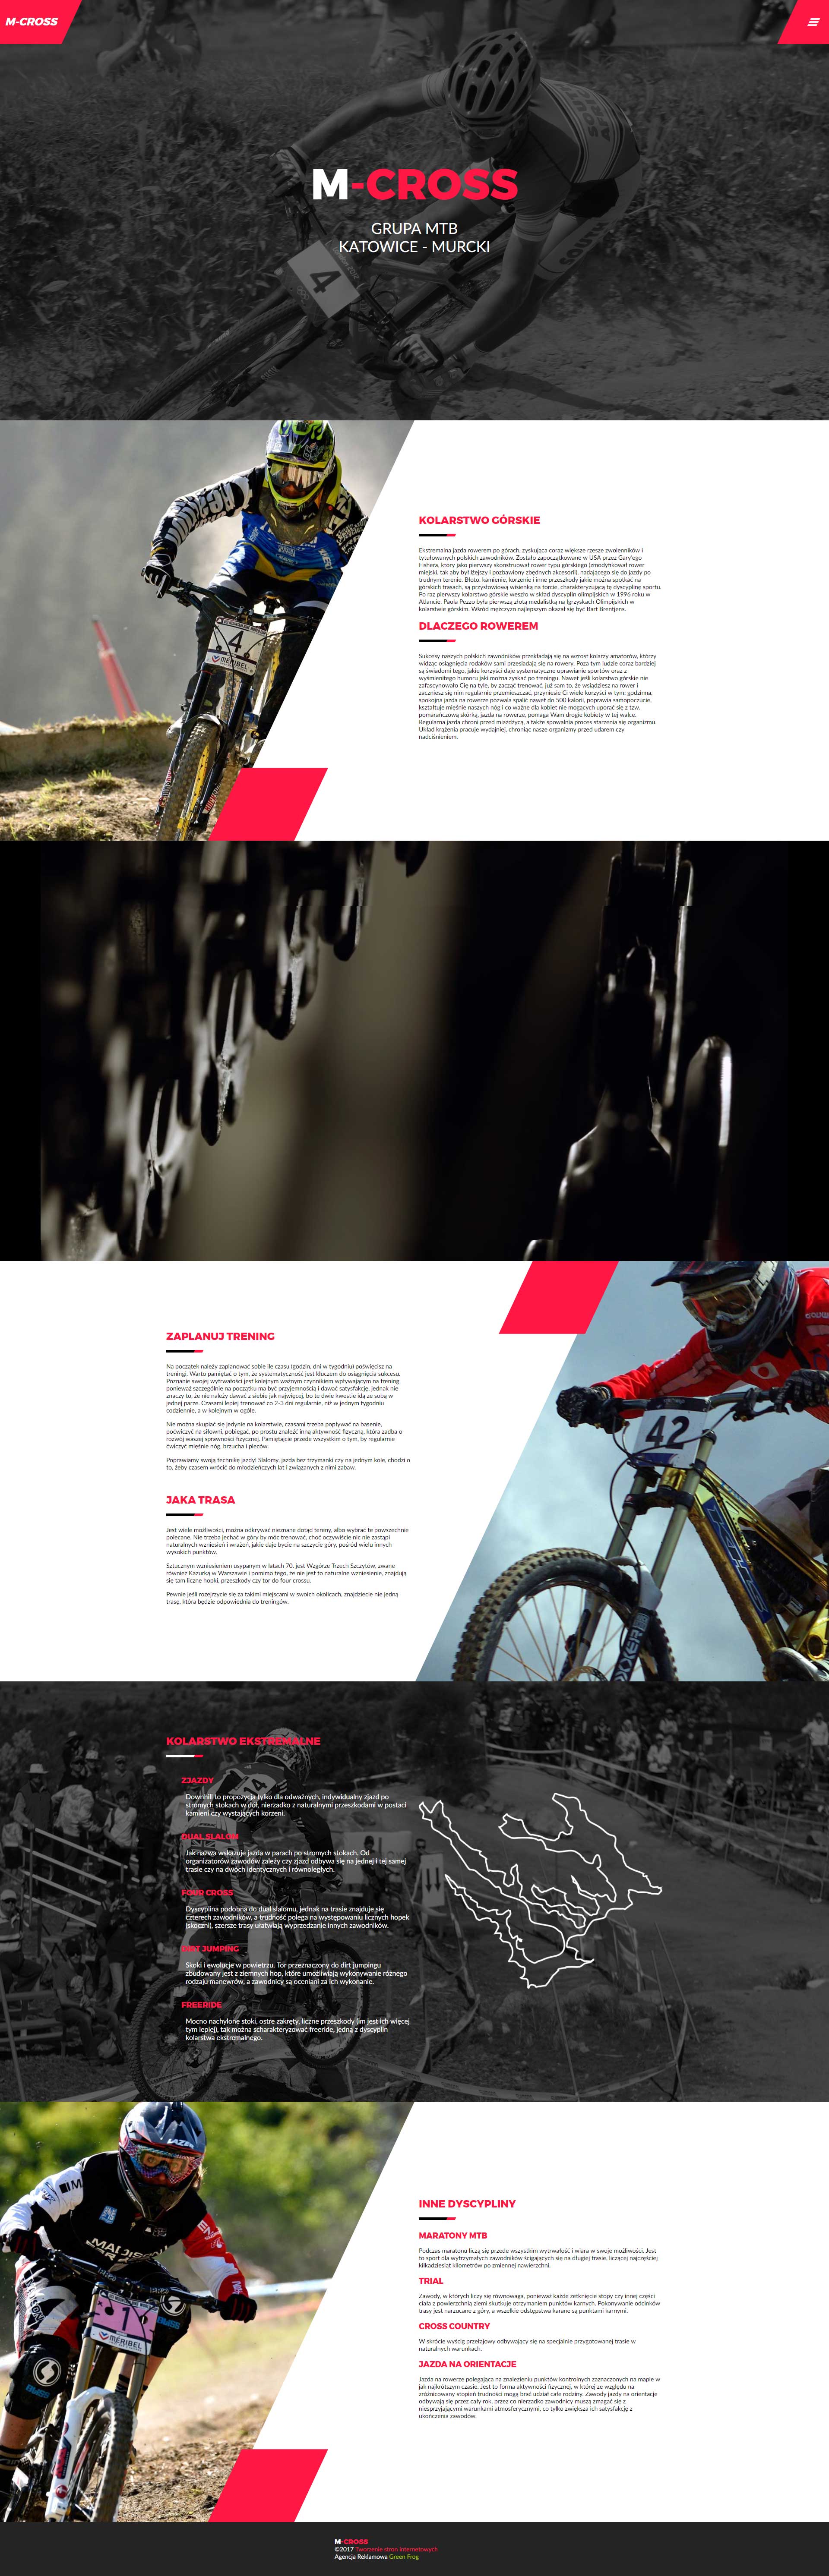 M-CROSS
M-CROSS
GRUPA MTB
KATOWICE - MURCKI
KOLARSTWO GÓRSKIE
Ekstremalna jazda rowerem po górach, zyskująca coraz większe rzesze zwolenników i
tytułowanych polskich zawodników. Zostało zapoczątkowane w USA przez Gary'ego
Fishera, który jako pierwszy skonstruował rower typu górskiego (zmodyfikował rower
miejski, tak aby był lżejszy i pozbawiony zbędnych akcesorii), nadającego się do jazdy po
trudnym terenie. Błoto, kamienie, korzenie i inne przeszkody jakie można spotkać na
górskich trasach, są przysłowiową wisienką na torcie, charakteryzującą tę dyscyplinę sportu.
Po raz pierwszy kolarstwo górskie weszło w skład dyscyplin olimpijskich w 1996 roku w
Atlancie. Paola Pezzo była pierwszą złotą medalistką na Igrzyskach Olimpijskich w
kolarstwie górskim. Wśród mężczyzn najlepszym okazał się być Bart Brentjens.
DLACZEGO ROWEREM
Sukcesy naszych polskich zawodników przekładają się na wzrost kolarzy amatorów, którzy
widząc osiągnięcia rodaków sami przesiadają się na rowery. Poza tym ludzie coraz bardziej
są świadomi tego, jakie korzyści daje systematyczne uprawianie sportów oraz z
wyśmienitego humoru jaki można zyskać po treningu. Nawet jeśli kolarstwo górskie nie
zafascynowało Cię na tyle, by zacząć trenować, już sam to, że wsiądziesz na rower i
zaczniesz się nim regularnie przemieszczać, przyniesie Ci wiele korzyści w tym: godzinna,
spokojna jazda na rowerze pozwala spalić nawet do 500 kalorii, poprawia samopoczucie,
kształtuje mięśnie naszych nóg i co ważne dla kobiet nie mogących uporać się z tzw.
pomarańczową skórką, jazda na rowerze, pomaga Wam drogie kobiety w tej walce.
Regularna jazda chroni przed miażdżycą, a także spowalnia proces starzenia się organizmu.
Układ krążenia pracuje wydajniej, chroniąc nasze organizmy przed udarem czy
nadciśnieniem.
4
MERIBEL
ZAPLANUJ TRENING
Na początek należy zaplanować sobie ile czasu (godzin, dni w tygodniu) poświęcisz na
treningi. Warto pamiętać o tym, że systematyczność jest kluczem do osiągnięcia sukcesu.
Poznanie swojej wytrwałości jest kolejnym ważnym czynnikiem wpływającym na trening,
ponieważ szczególnie na początku ma być przyjemnością i dawać satysfakcję, jednak nie
znaczy to, że nie należy dawać z siebie jak najwięcej, bo te dwie kwestie idą ze sobą w
jednej parze. Czasami lepiej trenować co 2-3 dni regularnie, niż w jednym tygodniu
codziennie, a w kolejnym w ogóle.
Nie można skupiać się jedynie na kolarstwie, czasami trzeba popływać na basenie,
poćwiczyć na siłowni, pobiegać, po prostu znaleźć inną aktywność fizyczną, która zadba o
rozwój waszej sprawności fizycznej. Pamiętajcie przede wszystkim o tym, by regularnie
ćwiczyć mięśnie nóg, brzucha i pleców.
Poprawiamy swoją technikę jazdy! Slalomy, jazda bez trzymanki czy na jednym kole, chodzi o
to, żeby czasem wrócić do młodzieńczych lat i związanych z nimi zabaw.
JAKA TRASA
Jest wiele możliwości, można odkrywać nieznane dotąd tereny, albo wybrać te powszechnie
polecane. Nie trzeba jechać w góry by móc trenować, choć oczywiście nic nie zastąpi
naturalnych wzniesień i wrażeń, jakie daje bycie na szczycie góry, pośród wielu innych
wysokich punktów.
Sztucznym wzniesieniem usypanym w latach 70. jest Wzgórze Trzech Szczytów, zwane
również Kazurką w Warszawie i pomimo tego, że nie jest to naturalne wzniesienie, znajdują
się tam liczne hopki, przeszkody czy tor do four crossu.
Pewnie jeśli rozejrzycie się za takimi miejscami w swoich okolicach, znajdziecie nie jedną
trasę, która będzie odpowiednia do treningów.
42
KOLARSTWO EKSTREMALNE
ZJAZDY
Downhill to propozycja tylko dla odważnych, indywidualny zjazd po
stromych stokach w dół, nierzadko z naturalnymi przeszkodami w postaci
kamieni czy wystających korzeni.
DUAL SLALOM
Jak nazwa wskazuje jazda w parach po stromych stokach. Od
organizatorów zawodów zależy czy zjazd odbywa się na jednej i tej samej
trasie czy na dwóch identycznych i równoległych.
FOUR CROSS
Dyscyplina podobna do dual slalomu, jednak na trasie znajduje się
czterech zawodników, a trudność polega na występowaniu licznych hopek
(skoczni), szersze trasy ułatwiają wyprzedzanie innych zawodników.
DIRT JUMPING
Skoki i ewolucje w powietrzu. Tor przeznaczony do dirt jumpingu
zbudowany jest z ziemnych hop, które umożliwiają wykonywanie różnego
rodzaju manewrów, a zawodnicy są oceniani za ich wykonanie.
FREERIDE
Mocno nachylone stoki, ostre zakręty, liczne przeszkody (im jest ich więcej
tym lepiej), tak można scharakteryzować freeride, jedną z dyscyplin
kolarstwa ekstremalnego.
INNE DYSCYPLINY
MARATONY MTB
Podczas maratonu liczą się przede wszystkim wytrwałość i wiara w swoje możliwości. Jest
to sport dla wytrzymałych zawodników ścigających się na długiej trasie, liczącej najczęściej
kilkadziesiąt kilometrów po zmiennej nawierzchni.
TRIAL
Zawody, w których liczy się równowaga, ponieważ każde zetknięcie stopy czy innej części
ciała z powierzchnią ziemi skutkuje otrzymaniem punktów karnych. Pokonywanie odcinków
trasy jest narzucane z góry, a wszelkie odstępstwa karane są punktami karnymi.
CROSS COUNTRY
W skrócie wyścig przełajowy odbywający się na specjalnie przygotowanej trasie w
naturalnych warunkach.
JAZDA NA ORIENTACJE
Jazda na rowerze polegająca na znalezieniu punktów kontrolnych zaznaczonych na mapie w
jak najkrótszym czasie. Jest to forma aktywności fizycznej, w której ze względu na
zróżnicowany stopień trudności mogą brać udział całe rodziny. Zawody jazdy na orientacje
odbywają się przez cały rok, przez co nierzadko zawodnicy muszą zmagać się z
niesprzyjającymi warunkami atmosferycznymi, co tylko zwiększa ich satysfakcję z
ukończenia zawodów.
MERIBEL
M-CROSS
©2017 Tworzenie stron internetowych
Agencja Reklamowa Green Frog